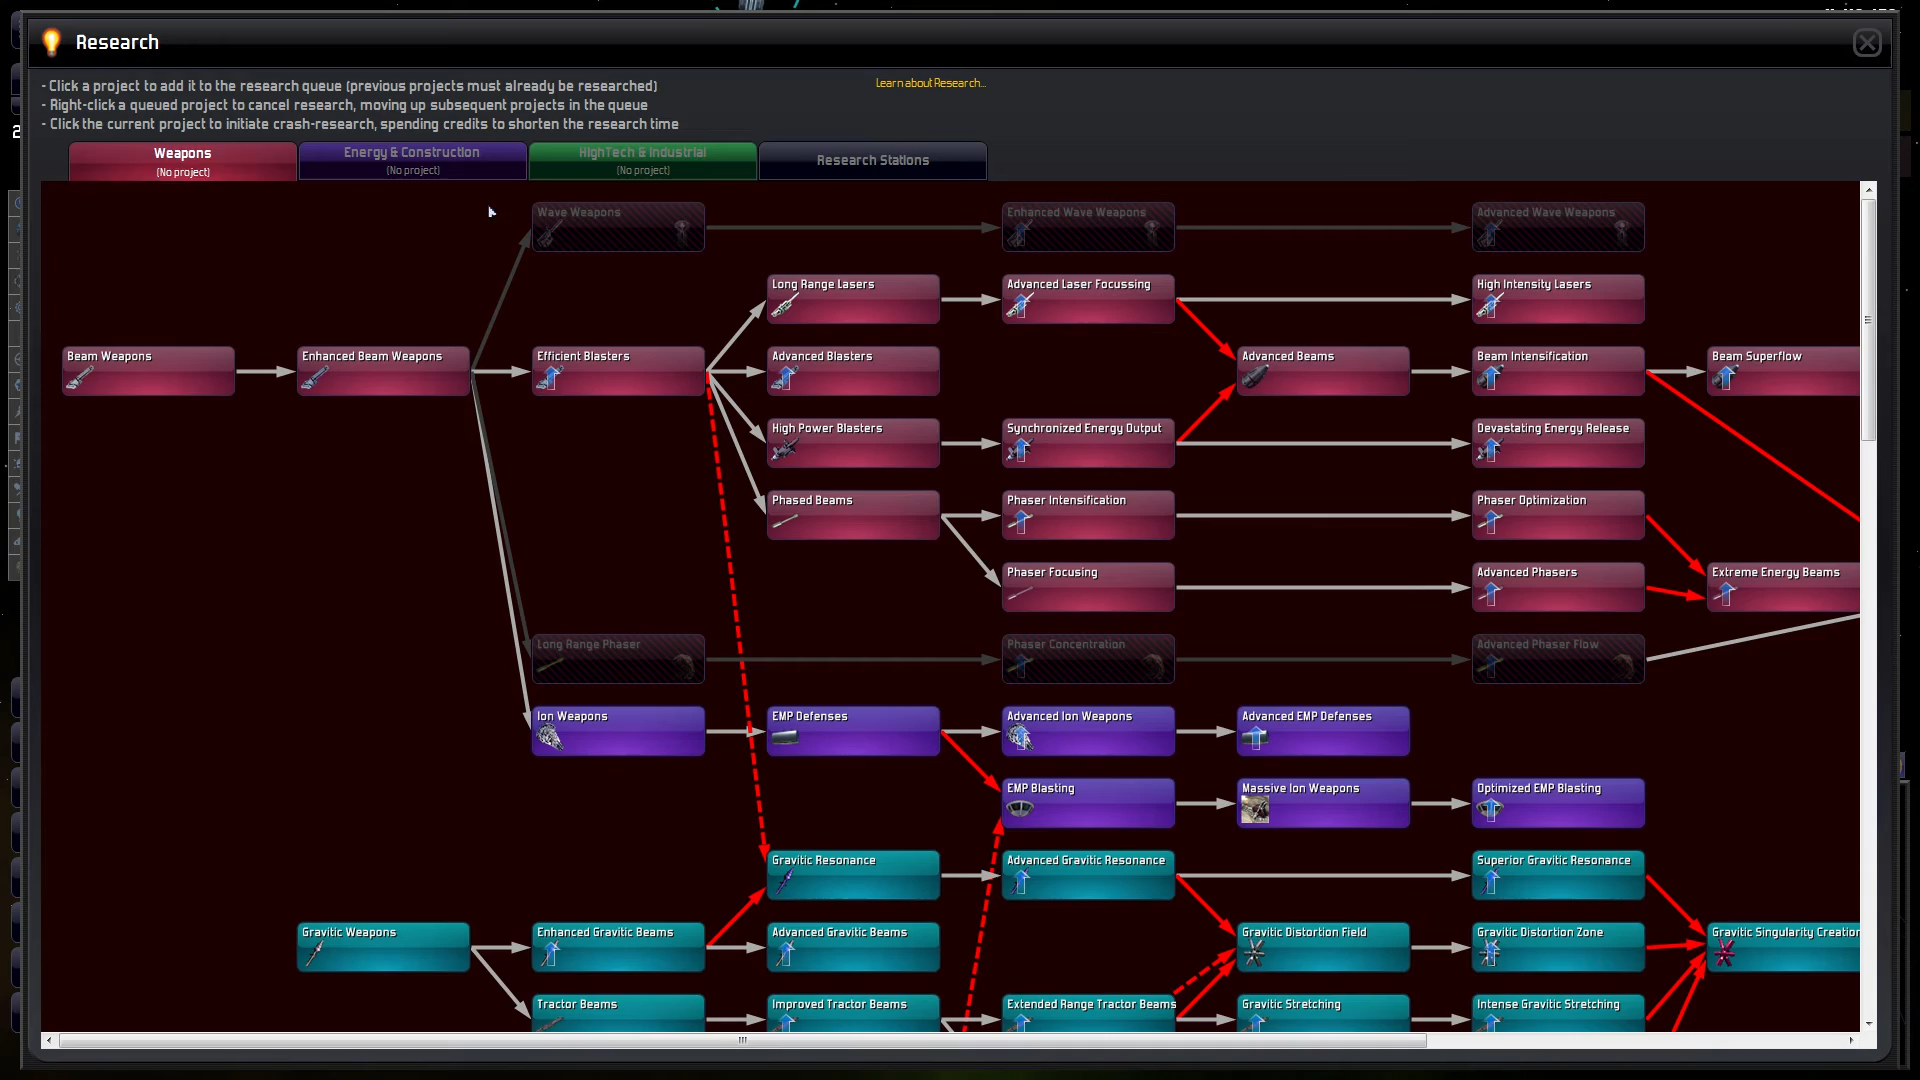 Research
- Click a project to add it to the research queue (previous projects must already be researched)
- Right-click a queued project to cancel research, moving up subsequent projects in the queue
- Click the current project to initiate crash-research, spending credits to shorten the research time
Learn about Research...
Weapons
(No project)
Energy & Construction
(No project)
HighTech & Industrial
(No project)
Research Stations
Wave Weapons
Enhanced Wave Weapons
Advanced Wave Weapons
Long Range Lasers
Advanced Laser Focussing
High Intensity Lasers
Beam Weapons
Enhanced Beam Weapons
Efficient Blasters
Advanced Blasters
Advanced Beams
Beam Intensification
Beam Superflow
High Power Blasters
Synchronized Energy Output
Devastating Energy Release
Phased Beams
Phaser Intensification
Phaser Optimization
Phaser Focusing
Advanced Phasers
Extreme Energy Beams
Long Range Phaser
Phaser Concentration
Advanced Phaser Flow
Ion Weapons
EMP Defenses
Advanced Ion Weapons
Advanced EMP Defenses
EMP Blasting
Massive Ion Weapons
Optimized EMP Blasting
Gravitic Resonance
Advanced Gravitic Resonance
Superior Gravitic Resonance
Gravitic Weapons
Enhanced Gravitic Beams
Advanced Gravitic Beams
Gravitic Distortion Field
Gravitic Distortion Zone
Gravitic Singularity Creation
Tractor Beams
Improved Tractor Beams
Extended Range Tractor Beams
Gravitic Stretching
Intense Gravitic Stretching